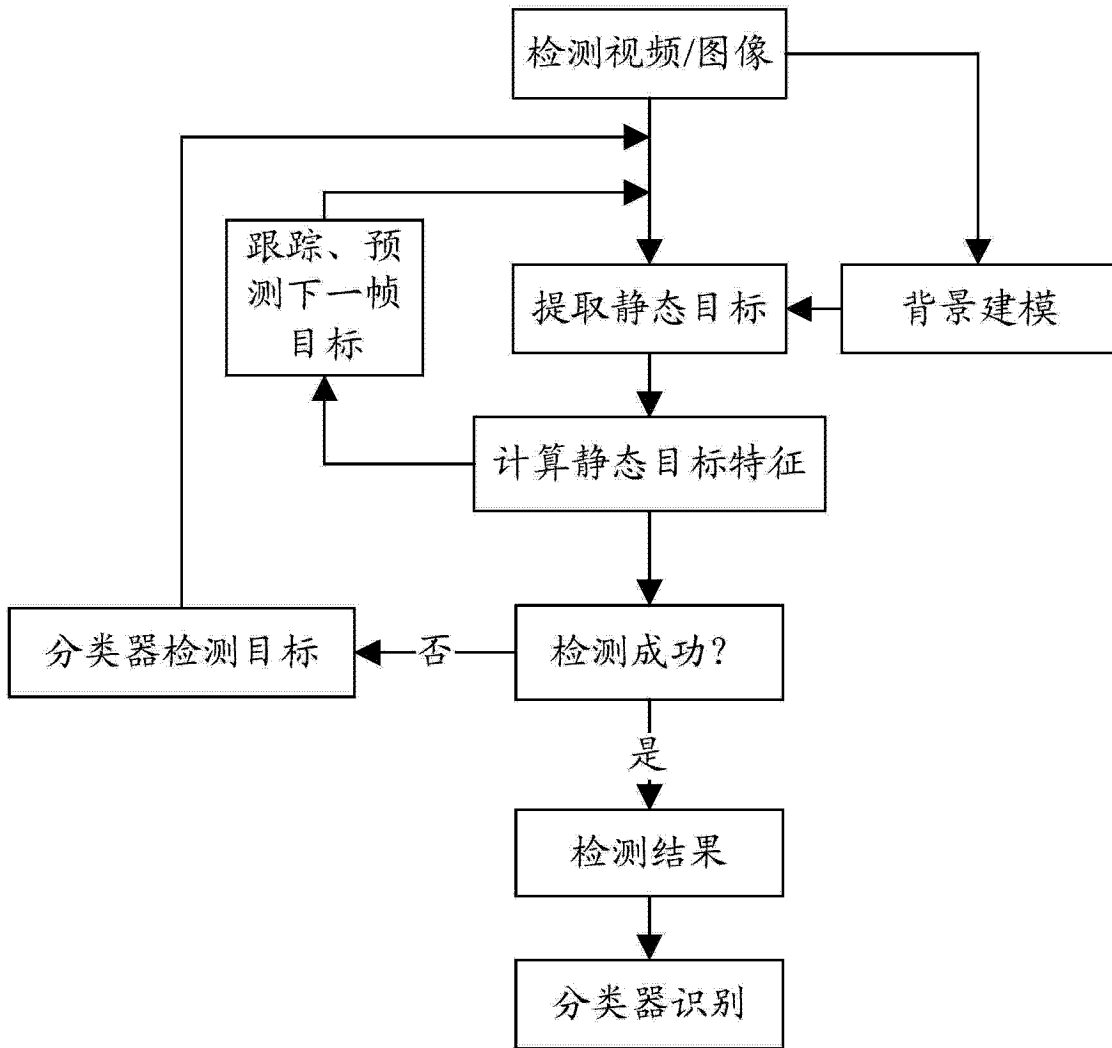 检测视频/图像
跟踪、预
测下一帧
目标
提取静态目标
背景建模
计算静态目标特征
分类器检测目标
否
检测成功?
是
检测结果
分类器识别